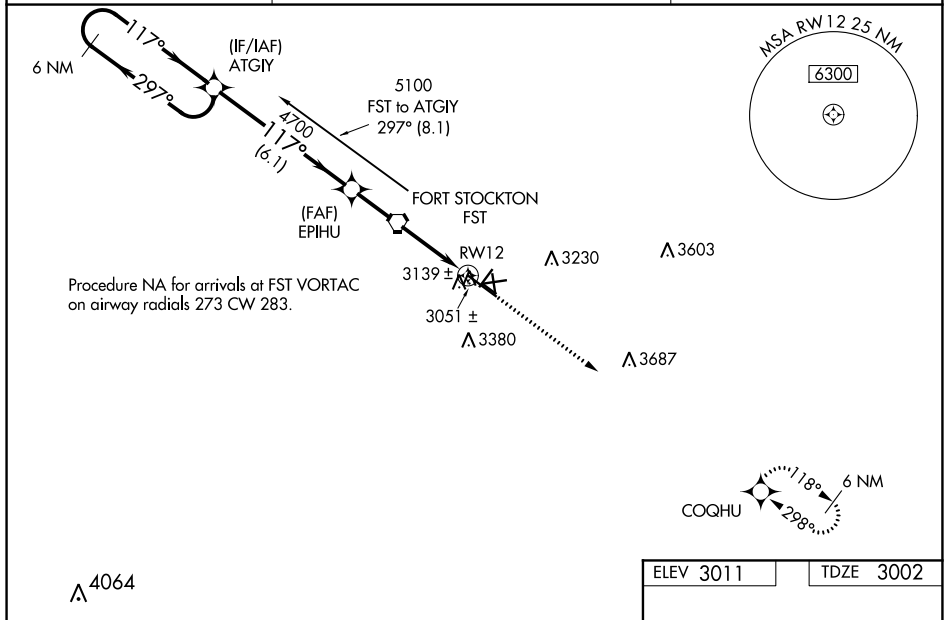 117°
6 NM
297°
(IF/IAF)
ATGIY
5100
FST to ATGIY
297° (8.1)
4700
117°
(6.1)
(FAF)
EPIHU
FORT STOCKTON
FST
RW12
3139 ±
3051 ±
3230
3603
3380
3687
Procedure NA for arrivals at FST VORTAC
on airway radials 273 CW 283.
MSA RW12 25 NM
6300
COQHU
118°
298°
6 NM
4064
ELEV 3011
TDZE 3002